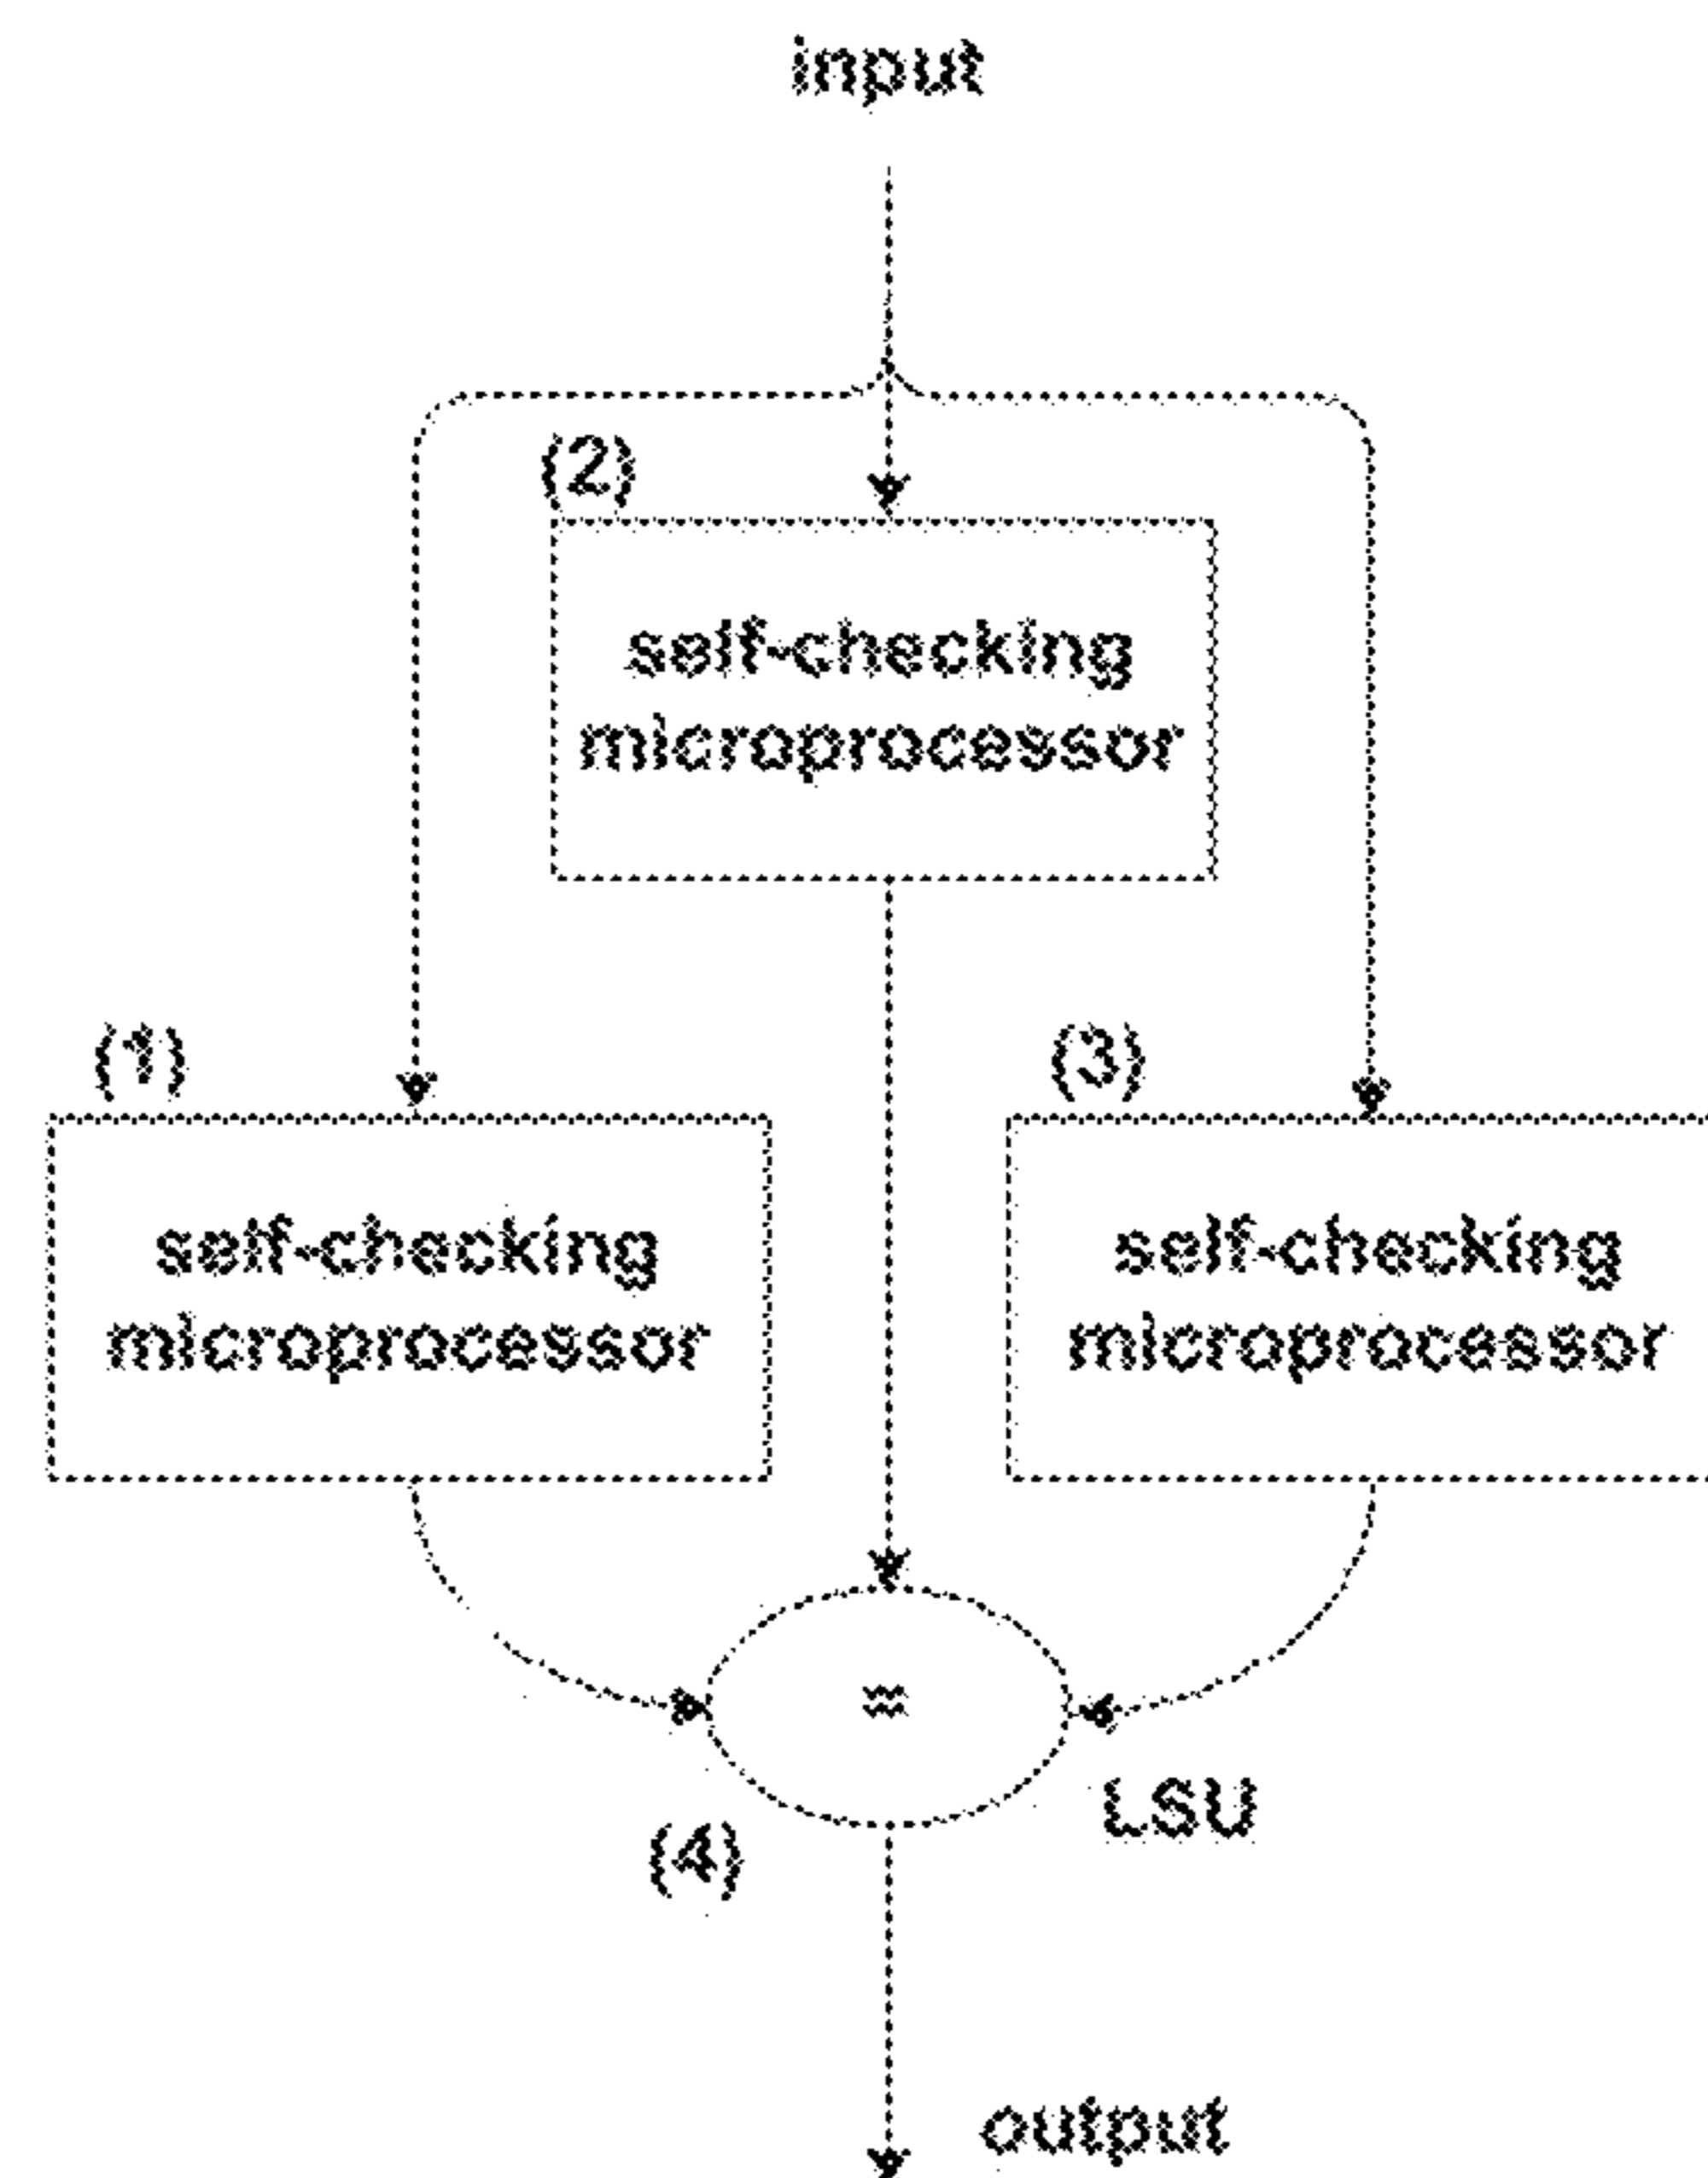 input
(2)
self-checking
microprocessor
(1)
(3)
self-checking
microprocessor
self-checking
microprocessor
≈
LSU
(4)
output